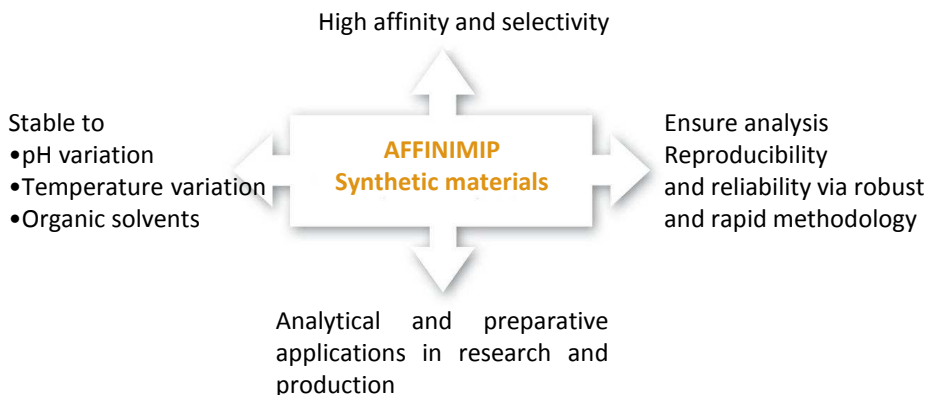 High affinity and selectivity
Stable to
•pH variation
•Temperature variation
•Organic solvents
AFFINIMIP
Synthetic materials
Ensure analysis
Reproducibility
and reliability via robust
and rapid methodology
Analytical and preparative
applications in research and
production